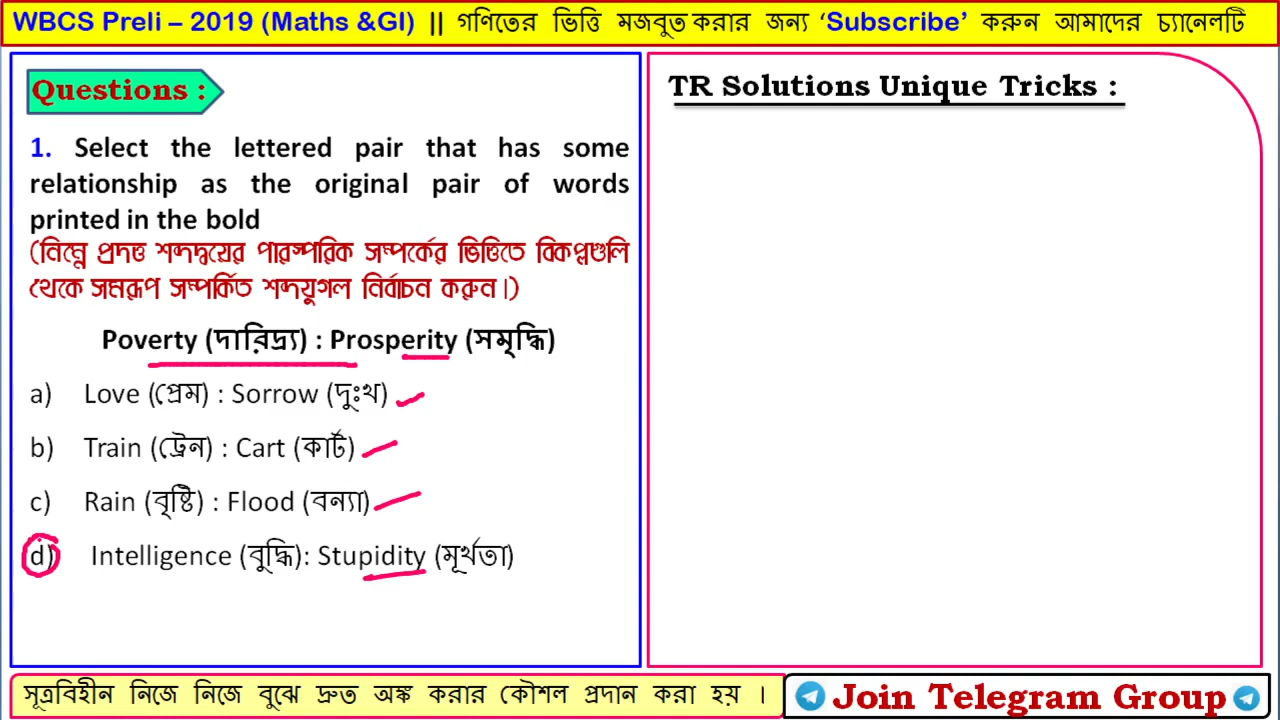 WBCS Preli – 2019 (Maths &GI) || গণিতের ভিত্তি মজবুত করার জন্য ‘Subscribe’ করুন আমাদের চ্যানেলটি
Questions :
1. Select the lettered pair that has some
relationship as the original pair of words
printed in the bold
(নিম্নে প্রদত্ত শব্দদ্বয়ের পারস্পরিক সম্পর্কের ভিত্তিতে বিকল্পগুলি
থেকে সমরূপ সম্পর্কিত শব্দযুগল নির্বাচন করুন।)
Poverty (দারিদ্র্য) : Prosperity (সমৃদ্ধি)
a) Love (প্রেম) : Sorrow (দুঃখ)
b) Train (ট্রেন) : Cart (কার্ট)
c) Rain (বৃষ্টি) : Flood (বন্যা)
d) Intelligence (বুদ্ধি): Stupidity (মূর্খতা)
TR Solutions Unique Tricks :
সূত্রবিহীন নিজে নিজে বুঝে দ্রুত অঙ্ক করার কৌশল প্রদান করা হয় ।
Join Telegram Group